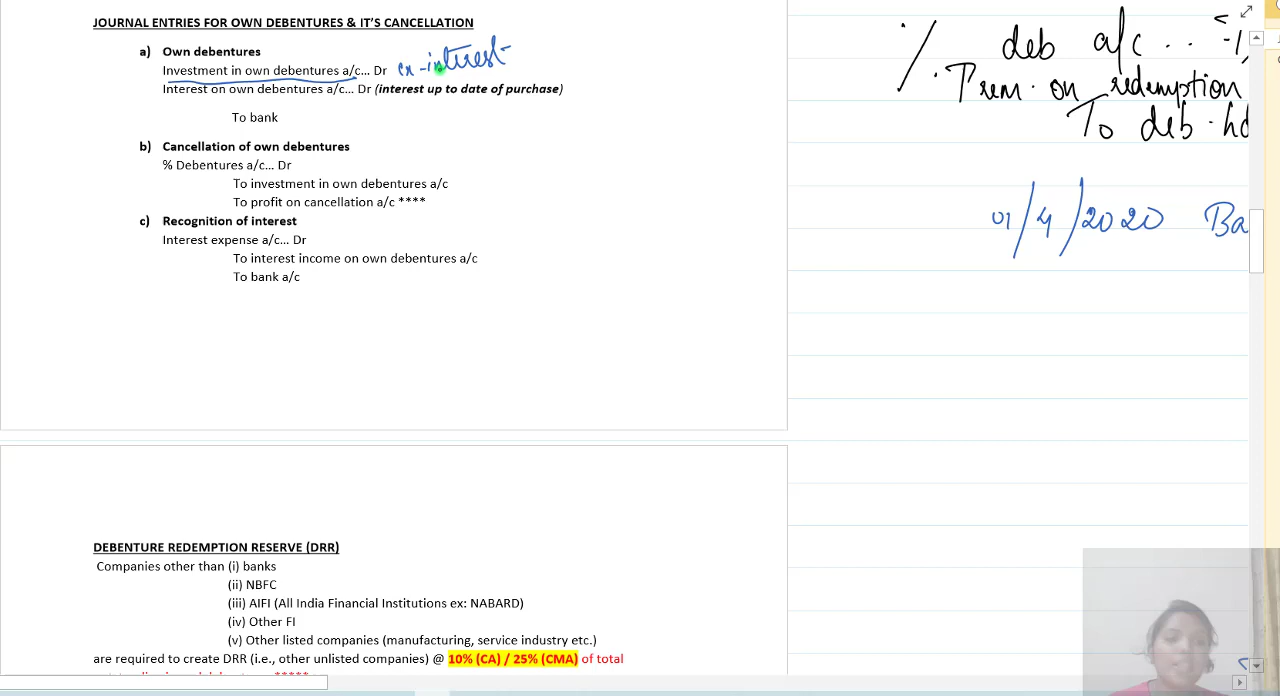 JOURNAL ENTRIES FOR OWN DEBENTURES & IT'S CANCELLATION
a) Own debentures
Investment in own debentures a/c... Dr ex-interest
Interest on own debentures a/c... Dr (interest up to date of purchase)
To bank
b) Cancellation of own debentures
% Debentures a/c... Dr
To investment in own debentures a/c
To profit on cancellation a/c ****
c) Recognition of interest
Interest expense a/c... Dr
To interest income on own debentures a/c
To bank a/c
DEBENTURE REDEMPTION RESERVE (DRR)
Companies other than (i) banks
(ii) NBFC
(iii) AIFI (All India Financial Institutions ex: NABARD)
(iv) Other FI
(v) Other listed companies (manufacturing, service industry etc.)
are required to create DRR (i.e., other unlisted companies) @ 10% (CA) / 25% (CMA) of total
% deb a/c ..
Prem. on redemption
To deb. ho
01/4/2020 Ba